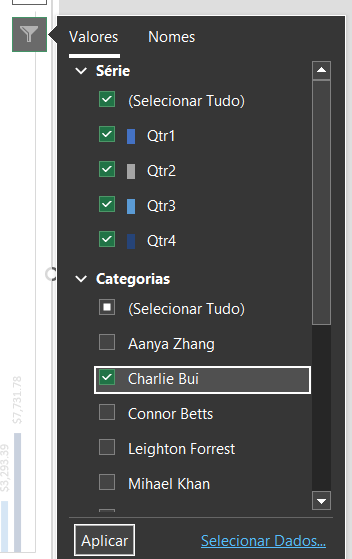 Valores Nomes
Série
(Selecionar Tudo)
Qtr1
Qtr2
Qtr3
Qtr4
Categorias
(Selecionar Tudo)
Aanya Zhang
Charlie Bui
Connor Betts
Leighton Forrest
Mihael Khan
Aplicar Selecionar Dados...
$3,293.39
$7,731.78